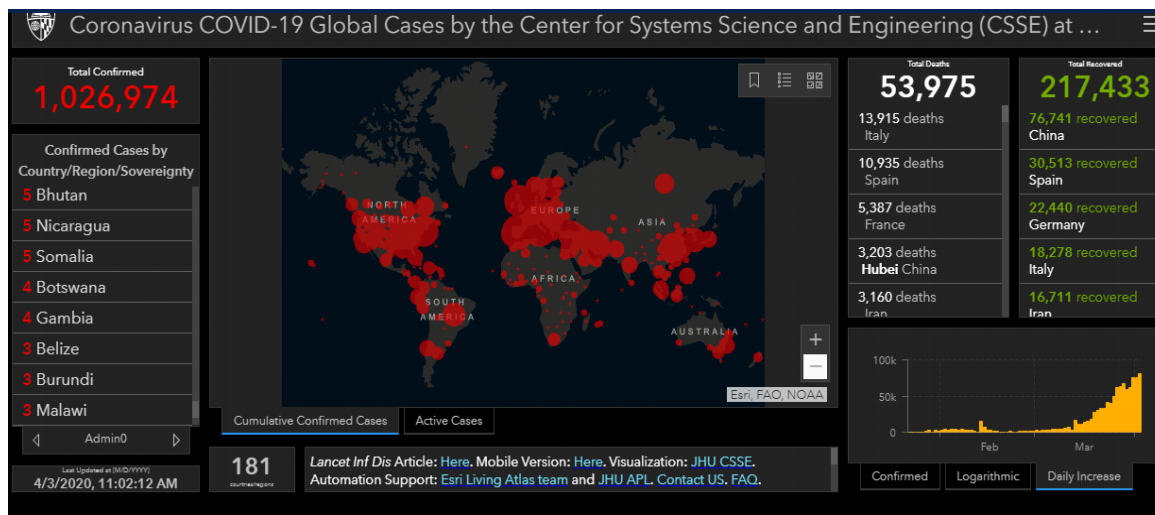 Coronavirus COVID-19 Global Cases by the Center for Systems Science and Engineering (CSSE) at ...
Total Confirmed
1,026,974
Confirmed Cases by
Country/Region/Sovereignty
5 Bhutan
5 Nicaragua
5 Somalia
4 Botswana
4 Gambia
3 Belize
3 Burundi
3 Malawi
Admin0
Last Updated at (M/D/YYYY)
4/3/2020, 11:02:12 AM
NORTH
AMERICA
EUROPE
ASIA
AFRICA
SOUTH
AMERICA
AUSTRALIA
+
−
Esri, FAO, NOAA
Cumulative Confirmed Cases
Active Cases
181
countries/regions
Lancet Inf Dis Article: Here. Mobile Version: Here. Visualization: JHU CSSE.
Automation Support: Esri Living Atlas team and JHU APL. Contact US. FAQ.
Total Deaths
53,975
13,915 deaths
Italy
10,935 deaths
Spain
5,387 deaths
France
3,203 deaths
Hubei China
3,160 deaths
Iran
Total Recovered
217,433
76,741 recovered
China
30,513 recovered
Spain
22,440 recovered
Germany
18,278 recovered
Italy
16,711 recovered
Iran
100k
50k
0
Feb
Mar
Confirmed
Logarithmic
Daily Increase